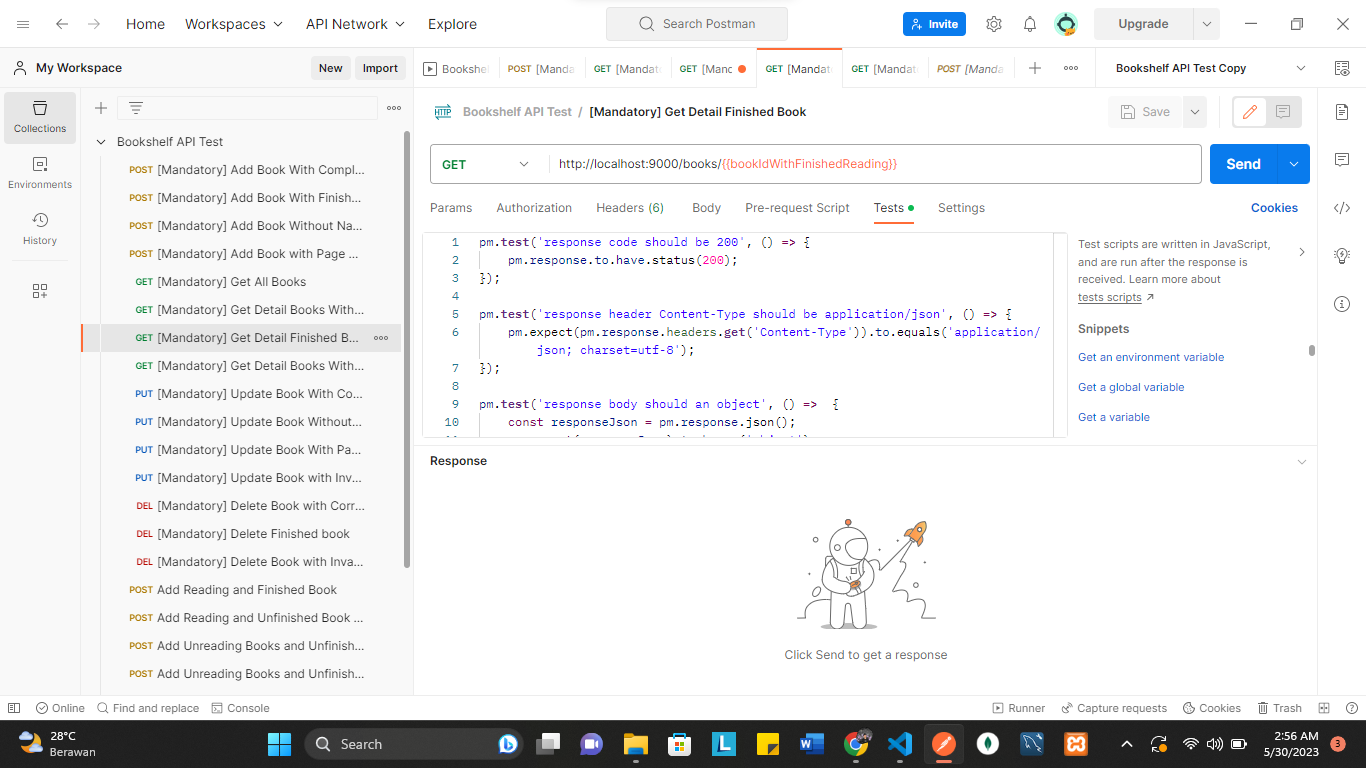 Home
Workspaces
API Network
Explore
Search Postman
Invite
Upgrade
My Workspace
New
Import
Bookshe
POST [Manda
GET [Mandat
GET [Manc
GET [Mandat
GET [Mandat
POST [Manda
Bookshelf API Test Copy
Collections
Environments
History
Bookshelf API Test
POST [Mandatory] Add Book With Compl...
POST [Mandatory] Add Book With Finish...
POST [Mandatory] Add Book Without Na...
POST [Mandatory] Add Book with Page ...
GET [Mandatory] Get All Books
GET [Mandatory] Get Detail Books With...
GET [Mandatory] Get Detail Finished B...
GET [Mandatory] Get Detail Books With...
PUT [Mandatory] Update Book With Co...
PUT [Mandatory] Update Book Without...
PUT [Mandatory] Update Book With Pa...
PUT [Mandatory] Update Book with Inv...
DEL [Mandatory] Delete Book with Corr...
DEL [Mandatory] Delete Finished book
DEL [Mandatory] Delete Book with Inva...
POST Add Reading and Finished Book
POST Add Reading and Unfinished Book ...
POST Add Unreading Books and Unfinish...
POST Add Unreading Books and Unfinish...
HTTP Bookshelf API Test / [Mandatory] Get Detail Finished Book
Save
GET
http://localhost:9000/books/{{bookIdWithFinishedReading}}
Send
Params
Authorization
Headers (6)
Body
Pre-request Script
Tests
Settings
Cookies
1 pm.test('response code should be 200', () => {
2 pm.response.to.have.status(200);
3 });
4
5 pm.test('response header Content-Type should be application/json', () => {
6 pm.expect(pm.response.headers.get('Content-Type')).to.equals('application/
json; charset=utf-8');
7 });
8
9 pm.test('response body should an object', () => {
10 const responseJson = pm.response.json();
Test scripts are written in JavaScript,
and are run after the response is
received. Learn more about
tests scripts ↗
Snippets
Get an environment variable
Get a global variable
Get a variable
Response
Click Send to get a response
Online
Find and replace
Console
Runner
Capture requests
Cookies
Trash
28°C
Berawan
Search
2:56 AM
5/30/2023
3